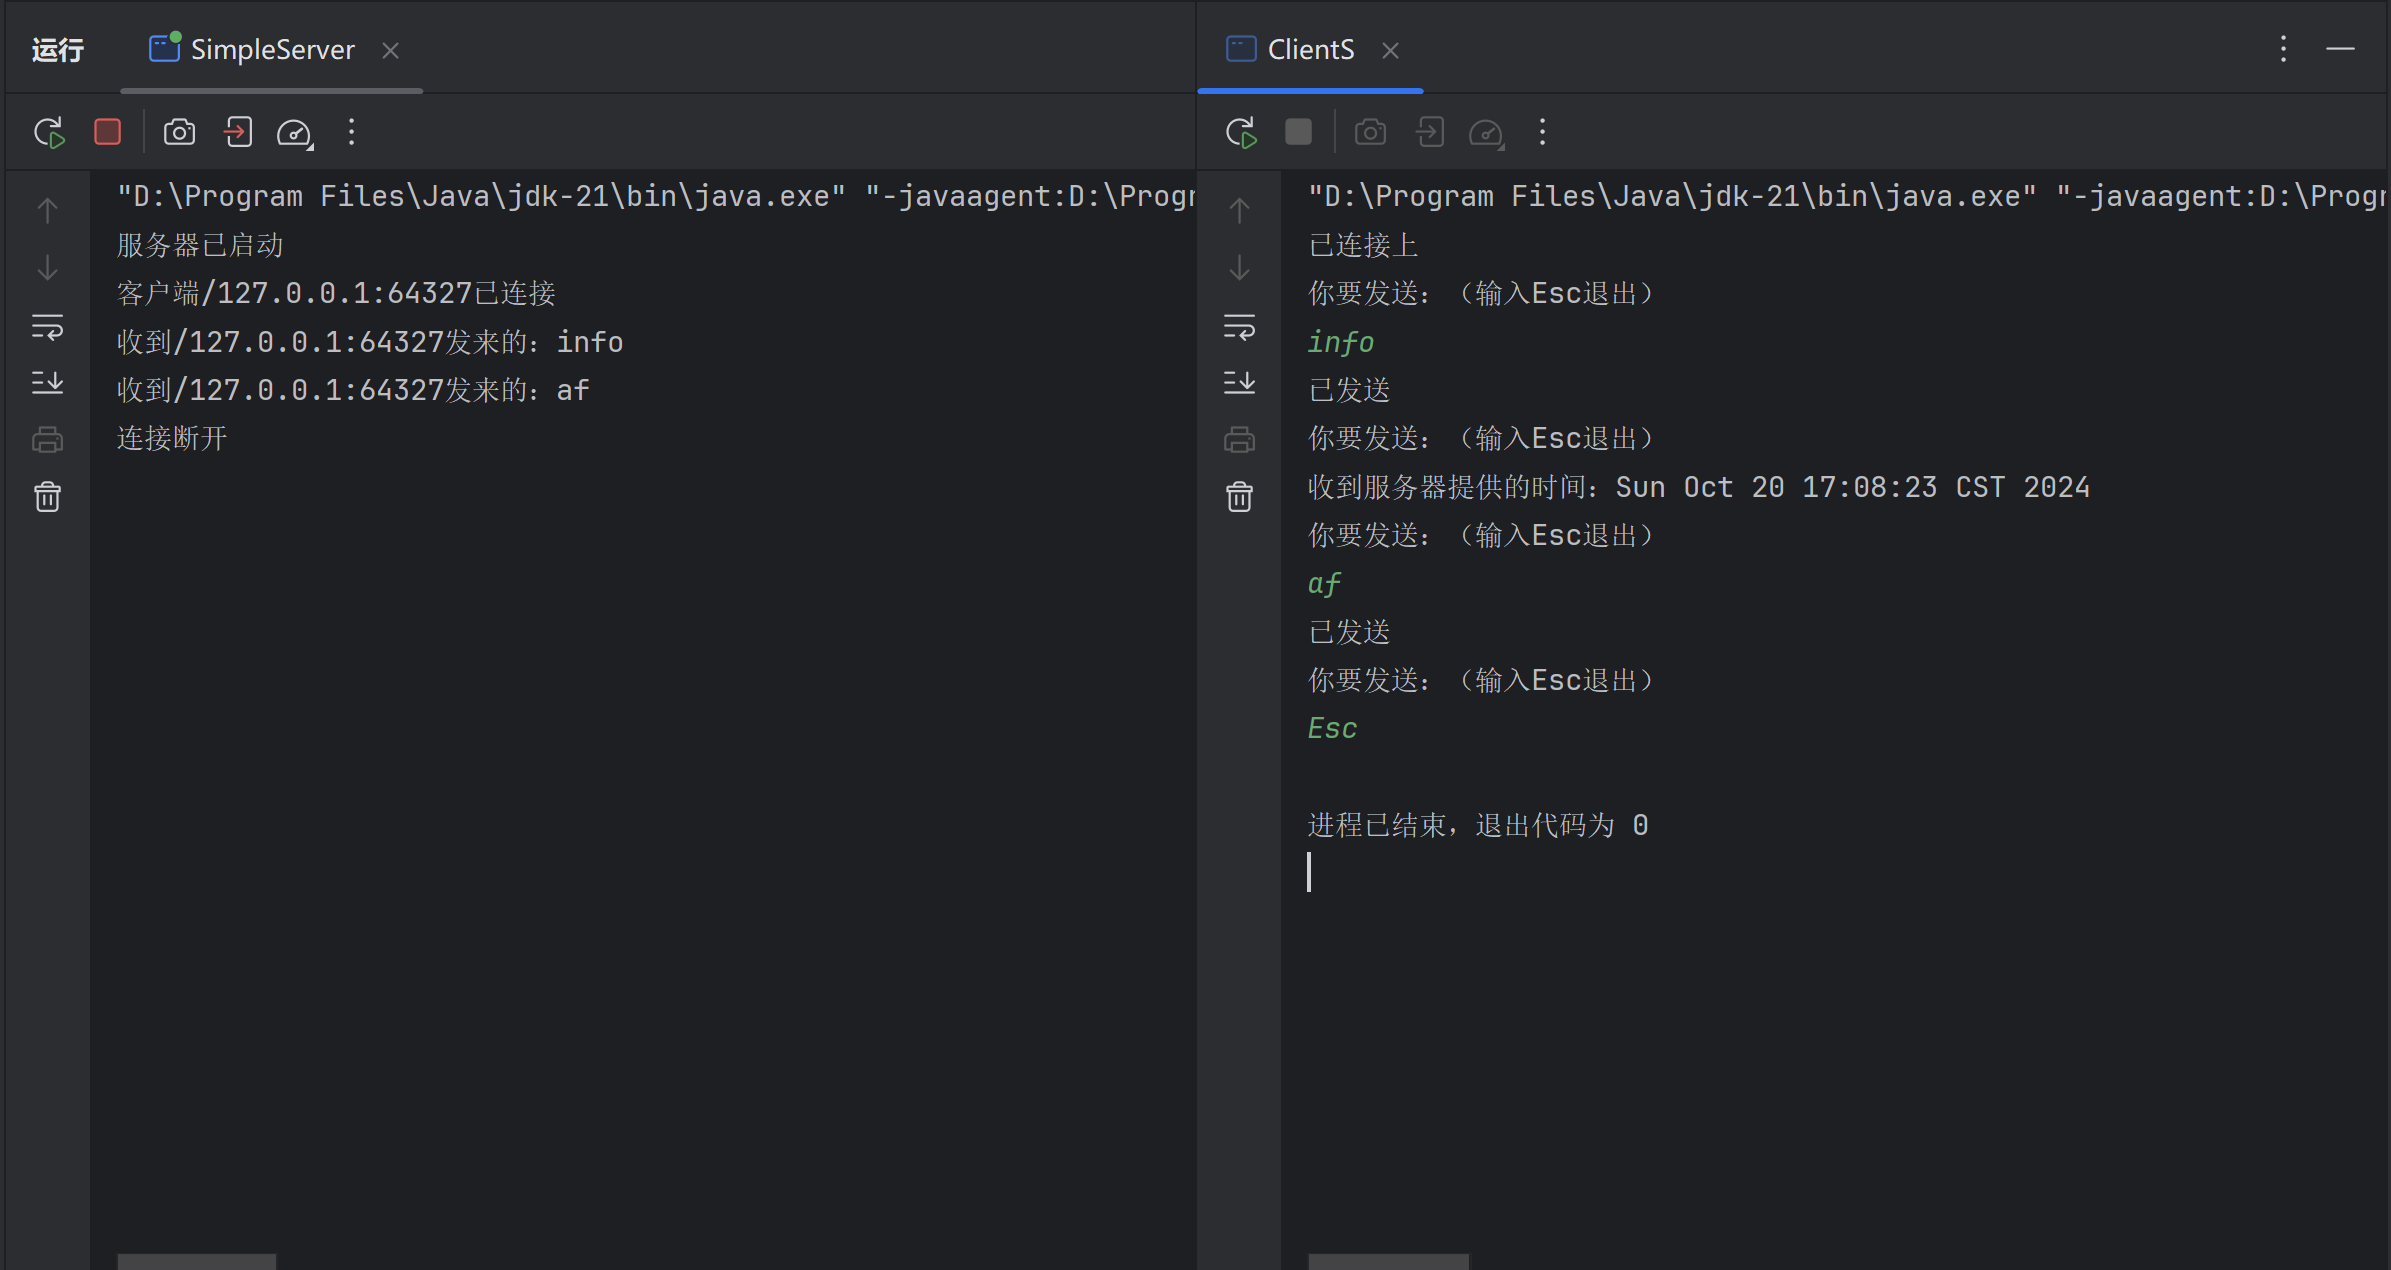 运行
SimpleServer
"D:\Program Files\Java\jdk-21\bin\java.exe" "-javaagent:D:\Progr
服务器已启动
客户端/127.0.0.1:64327已连接
收到/127.0.0.1:64327发来的：info
收到/127.0.0.1:64327发来的：af
连接断开
ClientS
"D:\Program Files\Java\jdk-21\bin\java.exe" "-javaagent:D:\Progr
已连接上
你要发送：（输入Esc退出）
info
已发送
你要发送：（输入Esc退出）
收到服务器提供的时间：Sun Oct 20 17:08:23 CST 2024
你要发送：（输入Esc退出）
af
已发送
你要发送：（输入Esc退出）
Esc
进程已结束，退出代码为 0